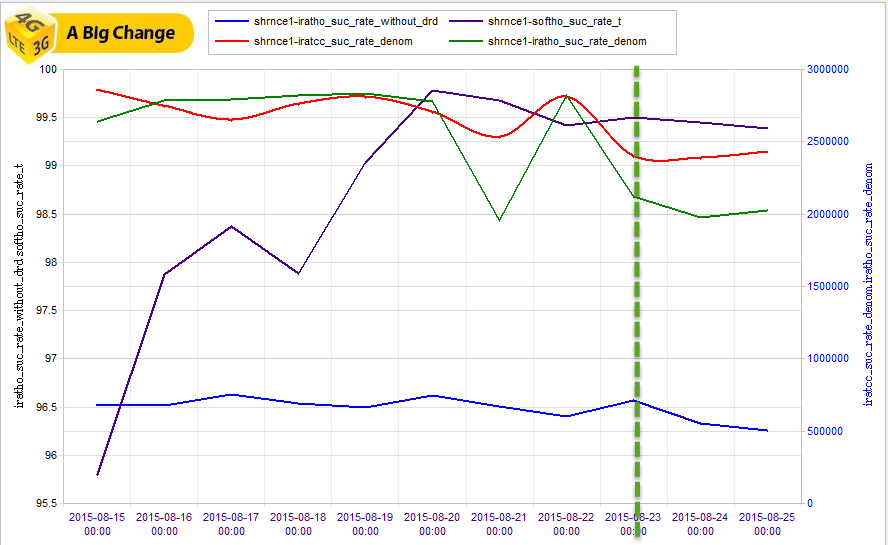 4G
LTE
3G
A Big Change
shrnce1-iratho_suc_rate_without_drd
shrnce1-softho_suc_rate_t
shrnce1-iratcc_suc_rate_denom
shrnce1-iratho_suc_rate_denom
100
99.5
99
98.5
98
97.5
97
96.5
96
95.5
iratho_suc_rate_without_drd softho_suc_rate_t
3000000
2500000
2000000
1500000
1000000
500000
0
iratcc_suc_rate_denom iratho_suc_rate_denom
2015-08-15 2015-08-16 2015-08-17 2015-08-18 2015-08-19 2015-08-20 2015-08-21 2015-08-22 2015-08-23 2015-08-24 2015-08-25
00:00 00:00 00:00 00:00 00:00 00:00 00:00 00:00 00:00 00:00 00:00